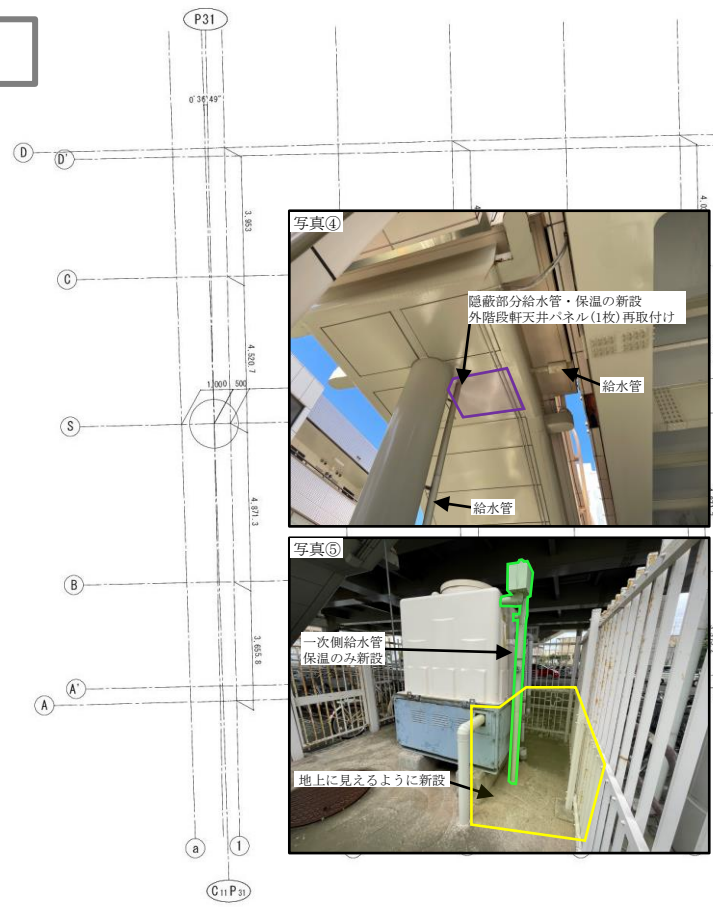 P31
0°36'49"
D
D'
3,953
C
4,520.7
1,000
500
S
4,871.3
B
3,655.8
A'
A
a
1
C11P31
写真④
隠蔽部分給水管・保温の新設
外階段軒天井パネル(1枚)再取付け
給水管
給水管
写真⑤
一次側給水管
保温のみ新設
地上に見えるように新設